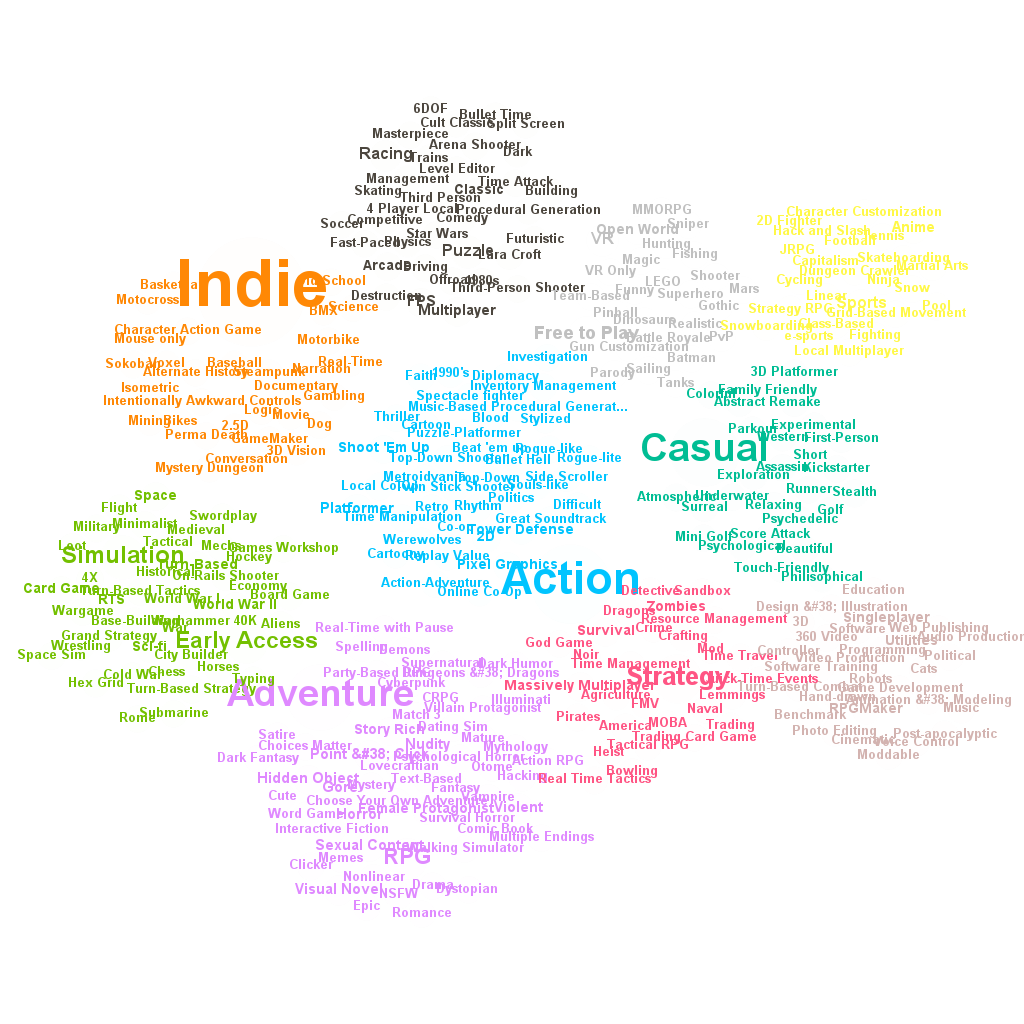 6DOF
Bullet Time
Cult Classic
Split Screen
Masterpiece
Arena Shooter
Racing
Trains
Dark
Level Editor
Management
Time Attack
Skating
Classic
Building
Third Person
4 Player Local
Procedural Generation
Soccer
Competitive
Comedy
Star Wars
Fast-Paced
Physics
Futuristic
Puzzle
Lara Croft
Arcade
Driving
Offroad
1980s
Third-Person Shooter
Destruction
FPS
Multiplayer
MMORPG
Sniper
Open World
VR
Hunting
Fishing
Magic
VR Only
LEGO
Shooter
Funny
Superhero
Mars
Team-Based
Gothic
Pinball
Dinosaurs
Realistic
Free to Play
Battle Royale
PvP
Gun Customization
Batman
Parody
Sailing
Tanks
Character Customization
2D Fighter
Hack and Slash
Anime
Tennis
Football
JRPG
Capitalism
Skateboarding
Dungeon Crawler
Martial Arts
Cycling
Ninja
Snow
Linear
Sports
Pool
Strategy RPG
Grid-Based Movement
Snowboarding
Class-Based
e-sports
Fighting
Local Multiplayer
Indie
Basketball
Old School
Motocross
BMX
Science
Character Action Game
Mouse only
Motorbike
Sokoban
Voxel
Baseball
Real-Time
Alternate History
Steampunk
Narration
Isometric
Documentary
Intentionally Awkward Controls
Gambling
Logic
Movie
Mining
Bikes
2.5D
Dog
Perma Death
GameMaker
3D Vision
Conversation
Mystery Dungeon
Investigation
Faith
1990's
Diplomacy
Inventory Management
Spectacle fighter
Music-Based Procedural Generat...
Thriller
Blood
Stylized
Cartoon
Puzzle-Platformer
Shoot 'Em Up
Beat 'em up
Rogue-like
Top-Down Shooter
Bullet Hell
Rogue-lite
Metroidvania
Top-Down
Side Scroller
Local Co-Op
Twin Stick Shooter
Souls-like
Politics
Platformer
Retro
Rhythm
Difficult
Time Manipulation
Great Soundtrack
Co-op
Tower Defense
Werewolves
2D
Cartoony
Replay Value
Pixel Graphics
Action
Action-Adventure
Online Co-Op
3D Platformer
Colorful
Family Friendly
Abstract
Remake
Parkour
Experimental
Western
First-Person
Casual
Short
Assassin
Kickstarter
Exploration
Runner
Stealth
Atmospheric
Underwater
Surreal
Relaxing
Golf
Psychedelic
Mini Golf
Score Attack
Psychological
Beautiful
Touch-Friendly
Philisophical
Space
Flight
Swordplay
Military
Minimalist
Medieval
Loot
Tactical
Mechs
Games Workshop
Simulation
Hockey
Turn-Based
Historical
On-Rails Shooter
4X
Card Game
Turn-Based Tactics
Economy
RTS
World War I
Board Game
World War II
Wargame
Base-Building
Warhammer 40K
Aliens
War
Grand Strategy
Early Access
Wrestling
Sci-fi
Space Sim
City Builder
Cold War
Chess
Horses
Hex Grid
Typing
Turn-Based Strategy
Rome
Submarine
Real-Time with Pause
Spelling
Demons
Supernatural
Dark Humor
Party-Based RPG
Dungeons &#38; Dragons
Cyberpunk
Adventure
CRPG
Illuminati
Villain Protagonist
Match 3
Story Rich
Dating Sim
Satire
Mature
Choices Matter
Nudity
Mythology
Dark Fantasy
Point &#38; Click
Psychological Horror
Action RPG
Lovecraftian
Otome
Hidden Object
Text-Based
Hacking
Gore
Mystery
Fantasy
Cute
Choose Your Own Adventure
Vampire
Word Game
Horror
Female Protagonist
Violent
Survival Horror
Interactive Fiction
Comic Book
Multiple Endings
Sexual Content
Walking Simulator
Memes
RPG
Clicker
Nonlinear
Visual Novel
NSFW
Drama
Dystopian
Epic
Romance
Detective
Sandbox
Dragons
Zombies
Resource Management
Survival
Crime
Crafting
God Game
Noir
Mod
Time Travel
Time Management
Strategy
Quick-Time Events
Massively Multiplayer
Agriculture
Lemmings
FMV
Naval
Pirates
America
MOBA
Trading
Trading Card Game
Tactical RPG
Heist
Bowling
Real Time Tactics
Education
Design &#38; Illustration
Singleplayer
3D
Software
Web Publishing
360 Video
Utilities
Audio Production
Controller
Programming
Video Production
Political
Software Training
Cats
Robots
Turn-Based Combat
Game Development
Hand-drawn
Animation &#38; Modeling
RPGMaker
Music
Benchmark
Photo Editing
Post-apocalyptic
Cinematic
Voice Control
Moddable